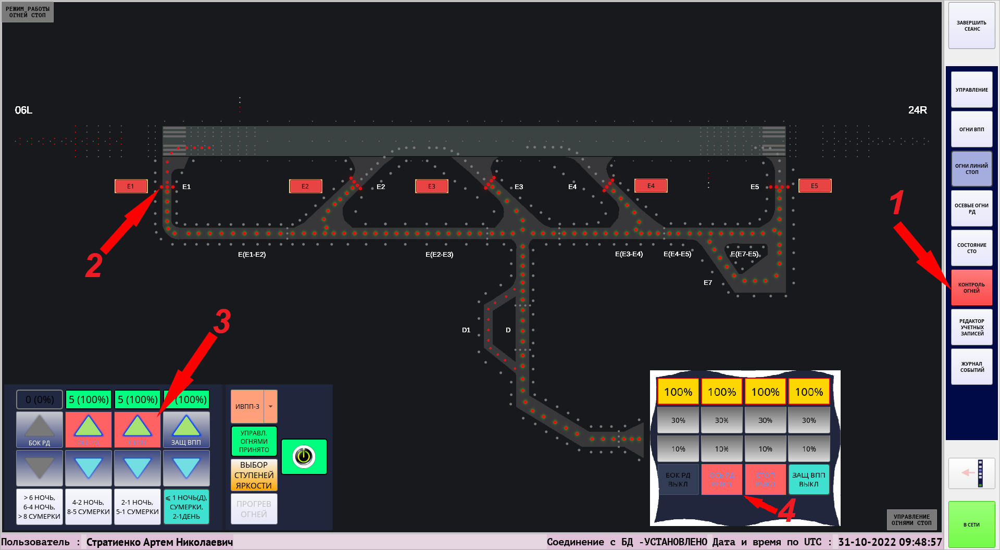 РЕЖИМ РАБОТЫ
ОГНЕЙ СТОП
ЗАВЕРШИТЬ
СЕАНС
УПРАВЛЕНИЕ
ОГНИ ВПП
ОГНИ ЛИНИЙ
СТОП
ОСЕВЫЕ ОГНИ
РД
СОСТОЯНИЕ
СТО
КОНТРОЛЬ
ОГНЕЙ
РЕДАКТОР
УЧЕТНЫХ
ЗАПИСЕЙ
ЖУРНАЛ
СОБЫТИЙ
В СЕТИ
06L
24R
1
E1
E1
E2
E2
E3
E3
E4
E4
E5
E5
2
E(E1-E2)
E(E2-E3)
E(E3-E4)
E(E4-E5)
E(E7-E5)
E7
3
D1
D
0 (0%)
5 (100%)
5 (100%)
(100%)
БОК РД
ЗАЩ ВПП
> 6 НОЧЬ,
6-4 НОЧЬ,
> 8 СУМЕРКИ
4-2 НОЧЬ,
8-5 СУМЕРКИ
2-1 НОЧЬ,
5-1 СУМЕРКИ
⩽ 1 НОЧЬ(Д),
СУМЕРКИ,
2-1ДЕНЬ
ИВПП-3
УПРАВЛ.
ОГНЯМИ
ПРИНЯТО
ВЫБОР
СТУПЕНЕЙ
ЯРКОСТИ
ПРОГРЕВ
ОГНЕЙ
100%
100%
100%
100%
30%
30%
30%
30%
10%
10%
10%
10%
БОК РД
ВЫКЛ
ОСЬ РД
ВЫКЛ
СТОП
ВЫКЛ
ЗАЩ ВПП
ВЫКЛ
4
УПРАВЛЕНИЕ
ОГНЯМИ СТОП
Пользователь : Стратиенко Артем Николаевич
Соединение с БД -УСТАНОВЛЕНО Дата и время по UTC : 31-10-2022 09:48:57